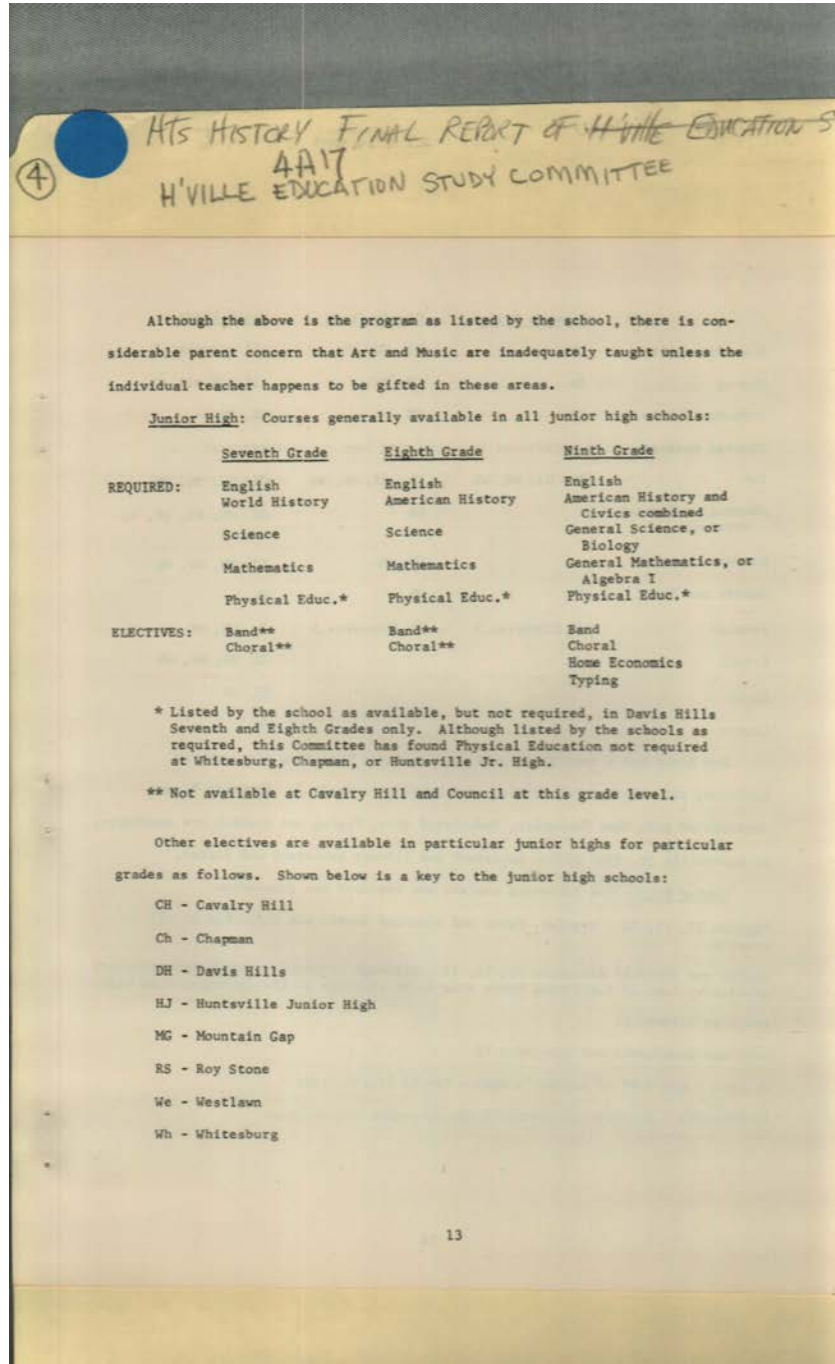 HTS HISTORY FINAL REPORT OF H'VILLE EDUCATION S
4A17
④
H'VILLE EDUCATION STUDY COMMITTEE
Although the above is the program as listed by the school, there is con-
siderable parent concern that Art and Music are inadequately taught unless the
individual teacher happens to be gifted in these areas.
Junior High: Courses generally available in all junior high schools:
Seventh Grade Eighth Grade Ninth Grade
REQUIRED: English English English
World History American History American History and
Civics combined
Science Science General Science, or
Biology
Mathematics Mathematics General Mathematics, or
Algebra I
Physical Educ.* Physical Educ.* Physical Educ.*
ELECTIVES: Band** Band** Band
Choral** Choral** Choral
Home Economics
Typing
* Listed by the school as available, but not required, in Davis Hills
Seventh and Eighth Grades only. Although listed by the schools as
required, this Committee has found Physical Education not required
at Whitesburg, Chapman, or Huntsville Jr. High.
** Not available at Cavalry Hill and Council at this grade level.
Other electives are available in particular junior highs for particular
grades as follows. Shown below is a key to the junior high schools:
CH - Cavalry Hill
Ch - Chapman
DH - Davis Hills
HJ - Huntsville Junior High
MG - Mountain Gap
RS - Roy Stone
We - Westlawn
Wh - Whitesburg
13